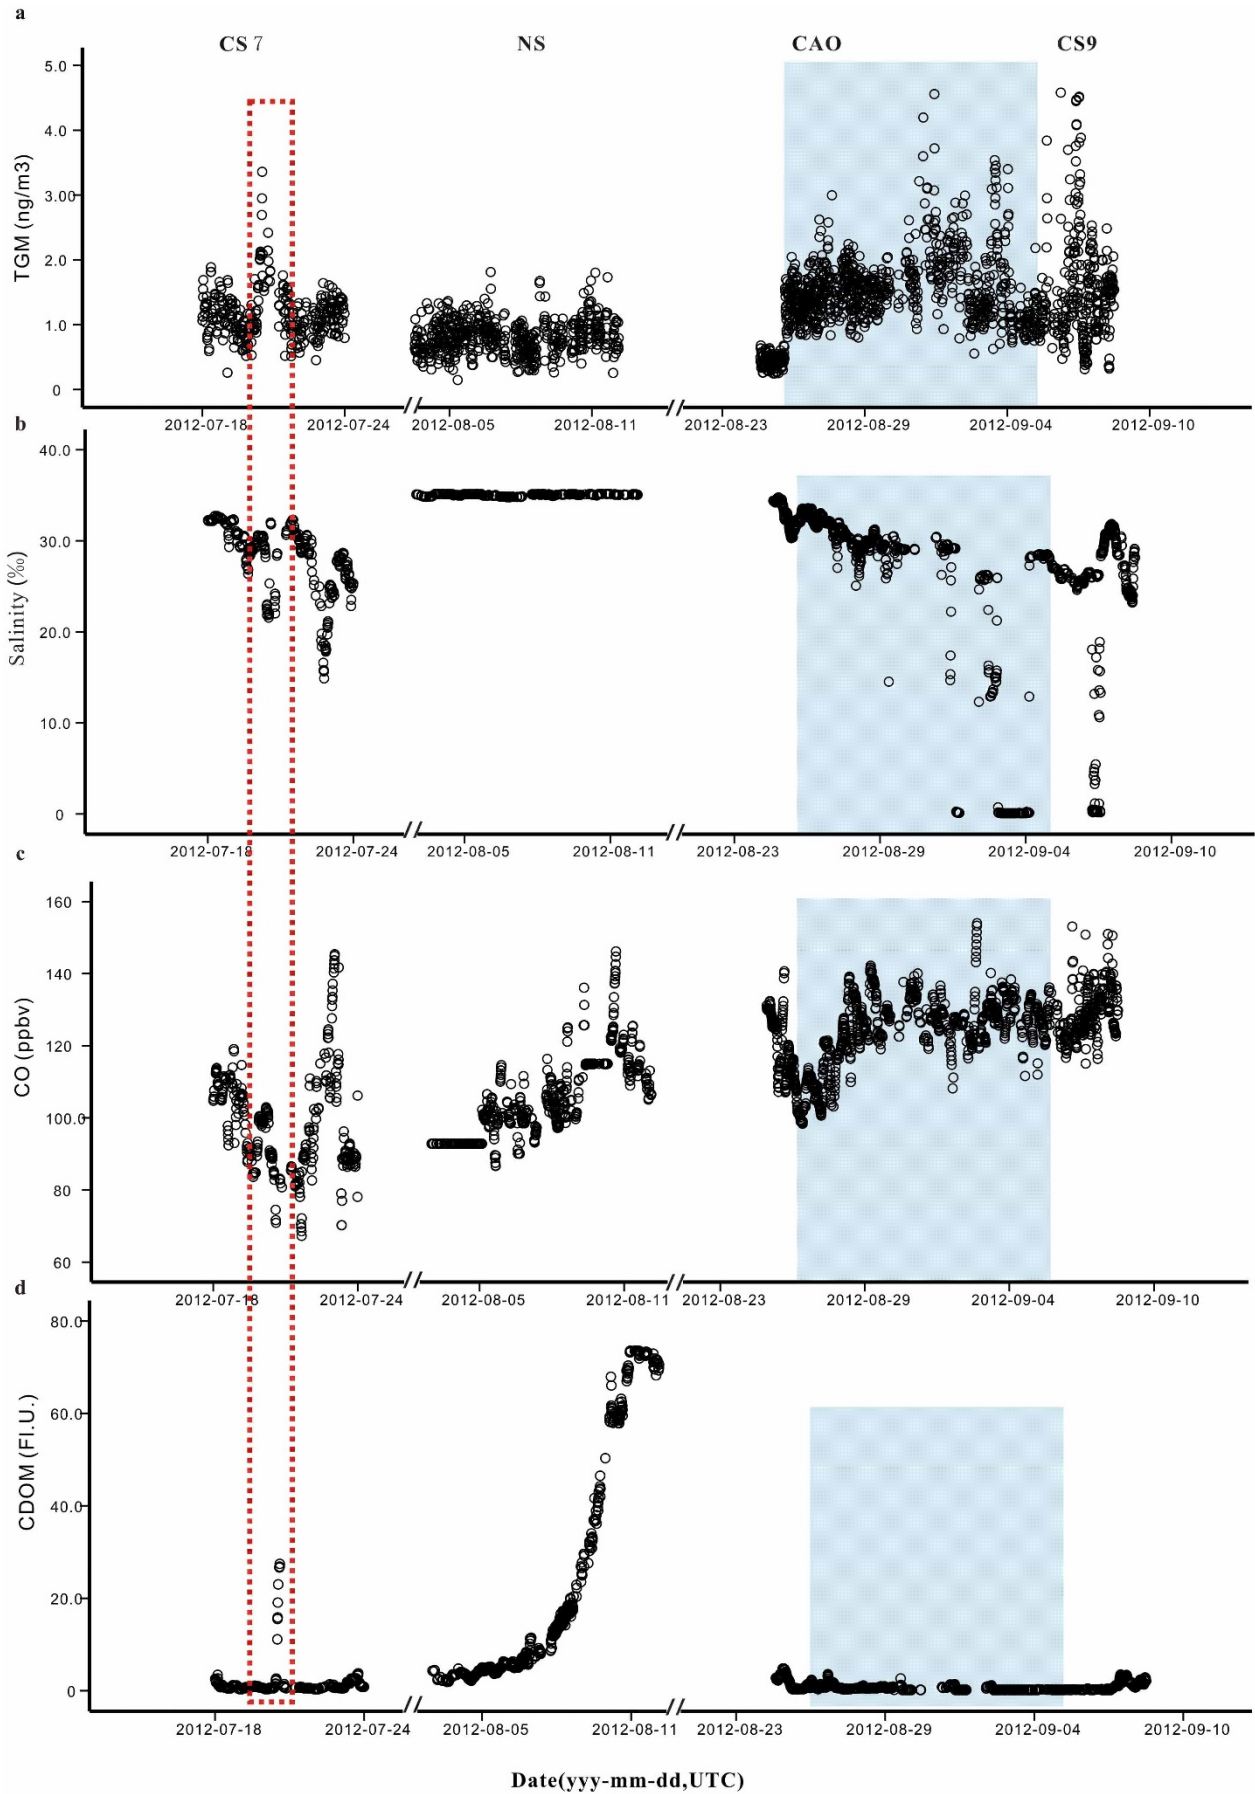 a
CS 7 NS CAO CS9
5.0
4.0
3.00
2.0
1.0
0
TGM (ng/m3)
2012-07-18 2012-07-24 2012-08-05 2012-08-11 2012-08-23 2012-08-29 2012-09-04 2012-09-10
b
40.0
30.0
20.0
10.0
0
Salinity (‰)
2012-07-18 2012-07-24 2012-08-05 2012-08-11 2012-08-23 2012-08-29 2012-09-04 2012-09-10
c
160
140
120
100.0
80
60
CO (ppbv)
2012-07-18 2012-07-24 2012-08-05 2012-08-11 2012-08-23 2012-08-29 2012-09-04 2012-09-10
d
80.0
60.0
40.0
20.0
0
CDOM (Fl.U.)
2012-07-18 2012-07-24 2012-08-05 2012-08-11 2012-08-23 2012-08-29 2012-09-04 2012-09-10
Date(yyy-mm-dd,UTC)